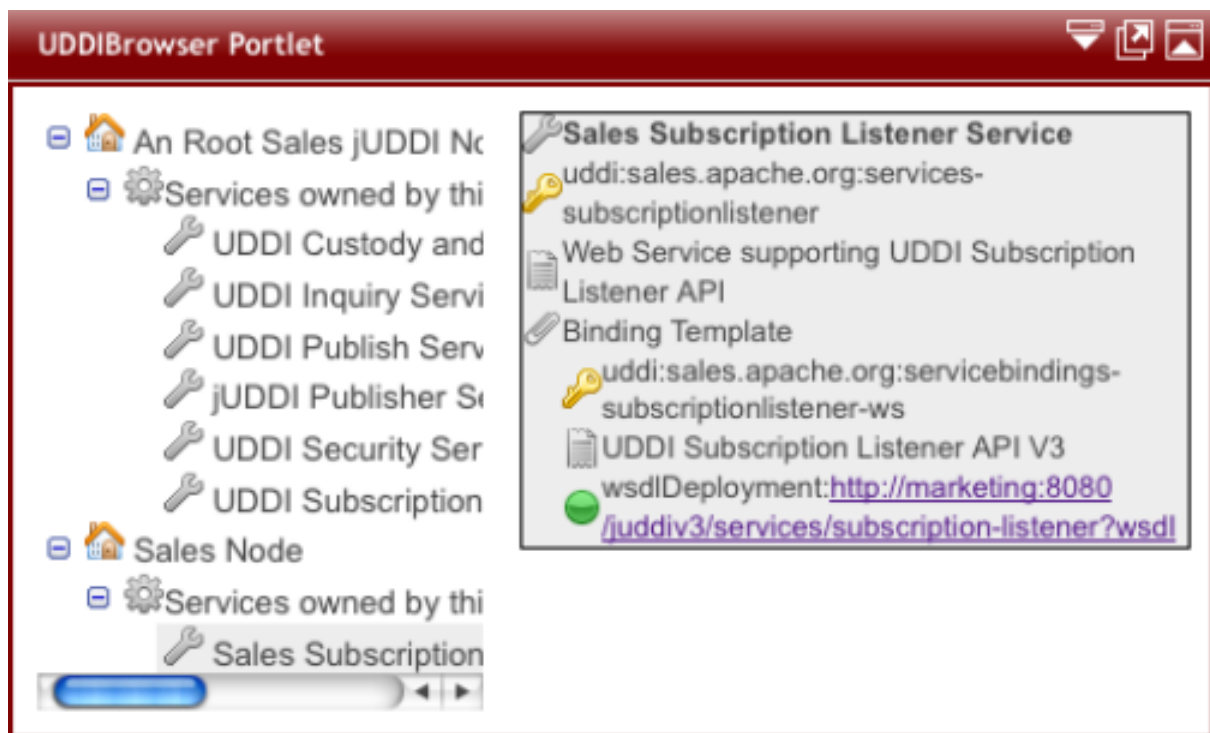 UDDIBrowser Portlet
An Root Sales jUDDI
Services owned by thi
UDDI Custody and
UDDI Inquiry Servi
UDDI Publish Serv
jUDDI Publisher
UDDI Security Ser
UDDI Subscription
Sales Node
Services owned by thi
Sales Subscription
Sales Subscription Listener Service
uddi:sales.apache.org:services-
subscriptionlistener
Web Service supporting UDDI Subscription
Listener API
Binding Template
uddi:sales.apache.org:servicebindings-
subscriptionlistener-ws
UDDI Subscription Listener API V3
wsdlDeployment:http://marketing:8080
/juddiv3/services/subscription-listener?wsdl